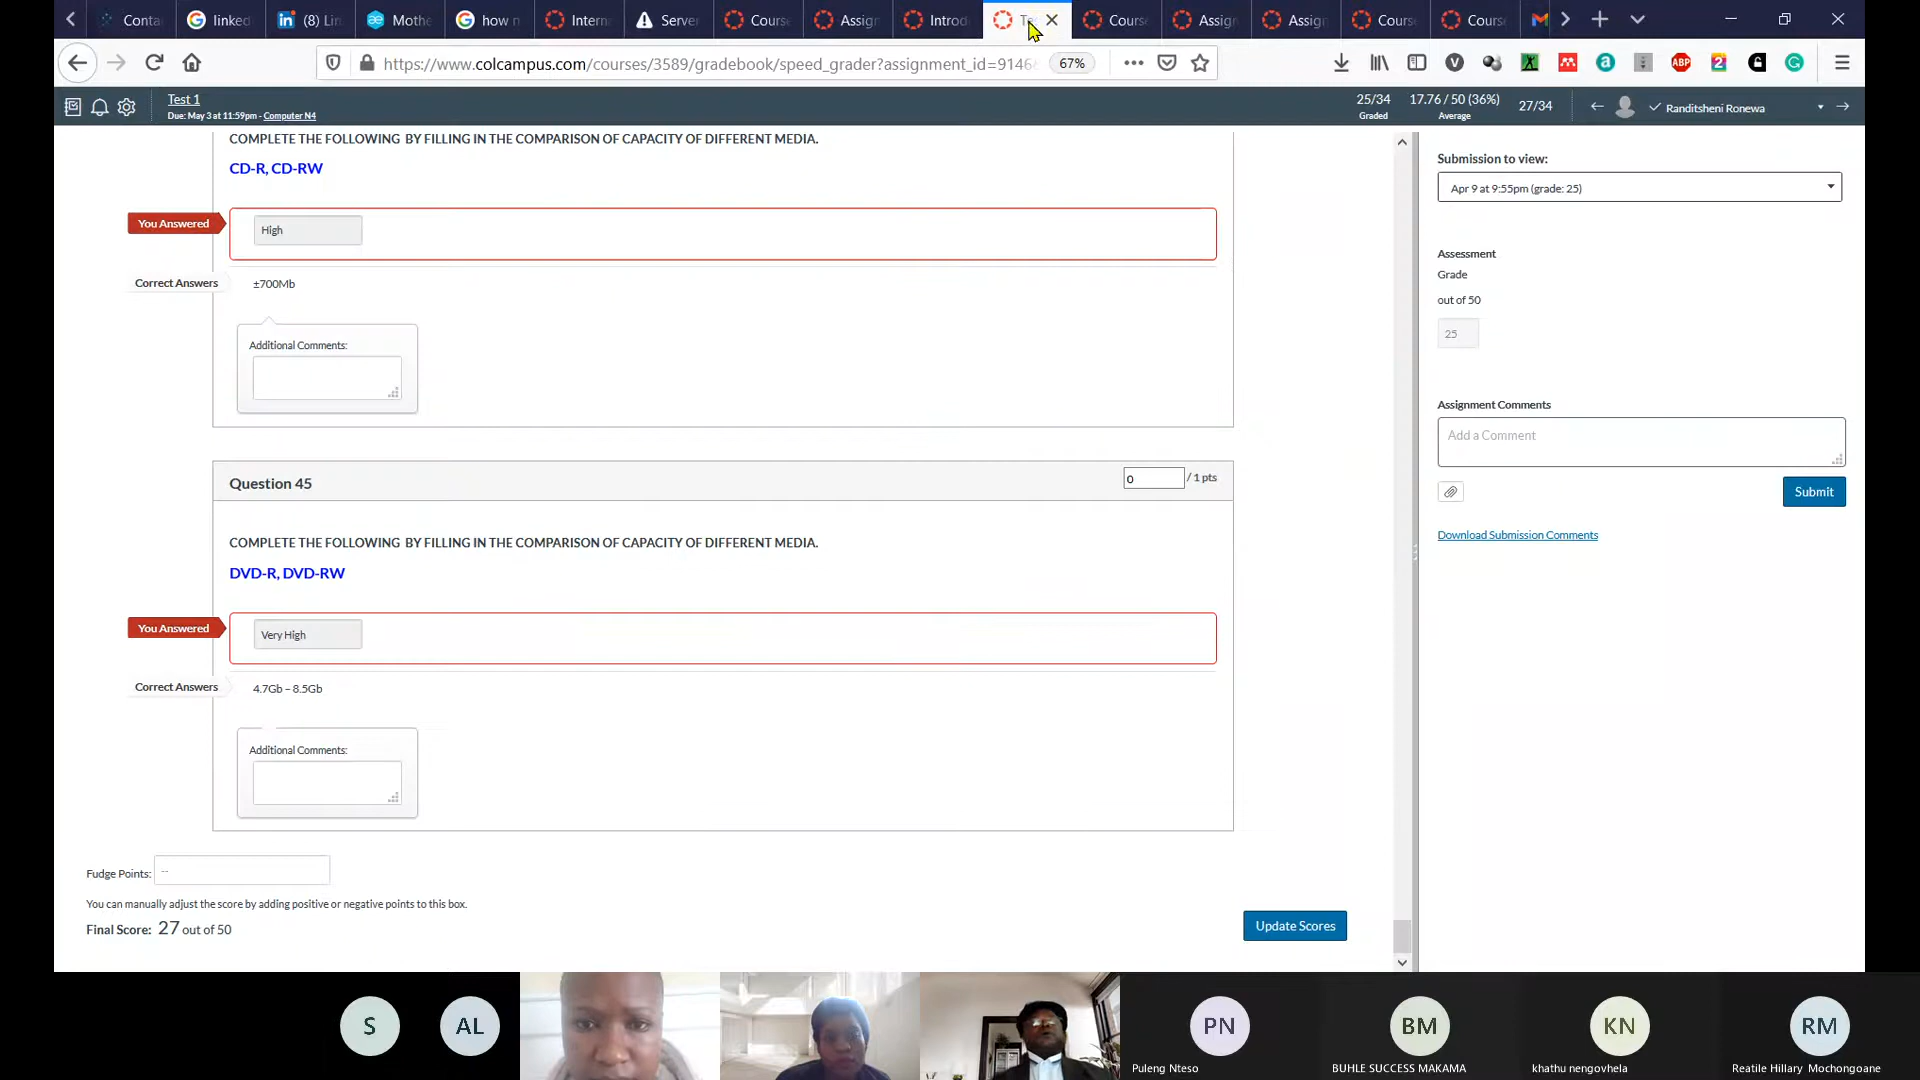 Conta
linked
(8) Lin
Mothe
how n
Intern
Server
Course
Assign
Introd
Te
Course
Assign
Assign
Course
Course
https://www.colcampus.com/courses/3589/gradebook/speed_grader?assignment_id=9146
67%
Test 1
Due: May 3 at 11:59pm - Computer N4
25/34
Graded
17.76 / 50 (36%)
Average
27/34
Randitsheni Ronewa
COMPLETE THE FOLLOWING BY FILLING IN THE COMPARISON OF CAPACITY OF DIFFERENT MEDIA.
CD-R, CD-RW
You Answered
High
Correct Answers
±700Mb
Additional Comments:
Question 45
0
/ 1 pts
COMPLETE THE FOLLOWING BY FILLING IN THE COMPARISON OF CAPACITY OF DIFFERENT MEDIA.
DVD-R, DVD-RW
You Answered
Very High
Correct Answers
4.7Gb – 8.5Gb
Additional Comments:
Fudge Points:
--
You can manually adjust the score by adding positive or negative points to this box.
Final Score: 27 out of 50
Update Scores
Submission to view:
Apr 9 at 9:55pm (grade: 25)
Assessment
Grade
out of 50
25
Assignment Comments
Add a Comment
Submit
Download Submission Comments
S
AL
PN
Puleng Nteso
BM
BUHLE SUCCESS MAKAMA
KN
khathu nengovhela
RM
Reatile Hillary Mochongoane